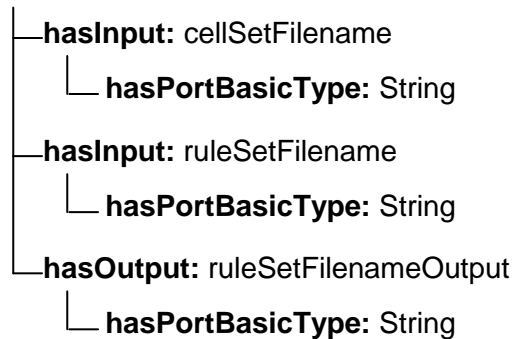 hasInput: cellSetFilename
hasPortBasicType: String
hasInput: ruleSetFilename
hasPortBasicType: String
hasOutput: ruleSetFilenameOutput
hasPortBasicType: String